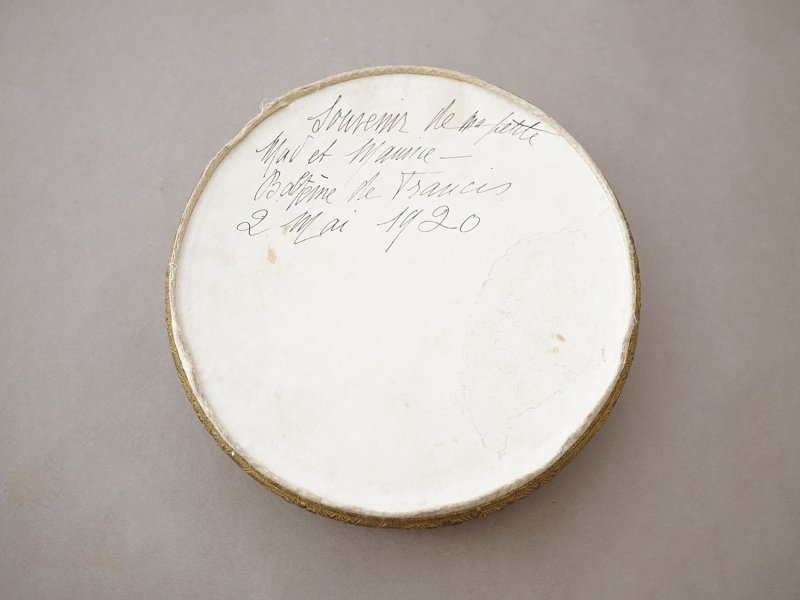 Souvenir de ma petite
Mad et Maurice –
Baptême de Francis
2 Mai 1920